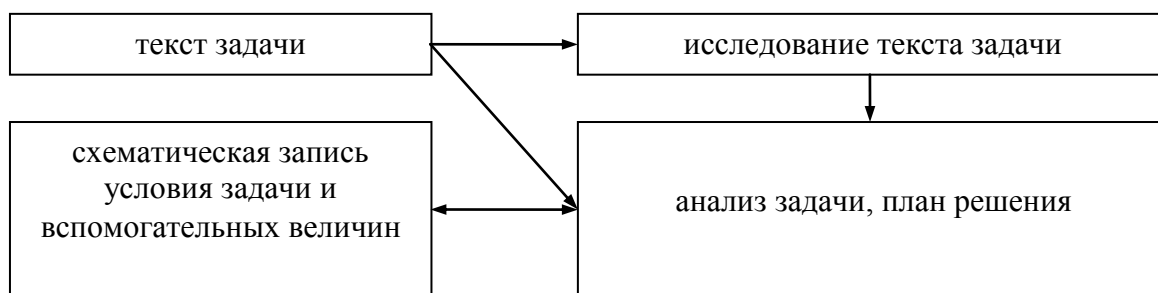 текст задачи
исследование текста задачи
схематическая запись
условия задачи и
вспомогательных величин
анализ задачи, план решения